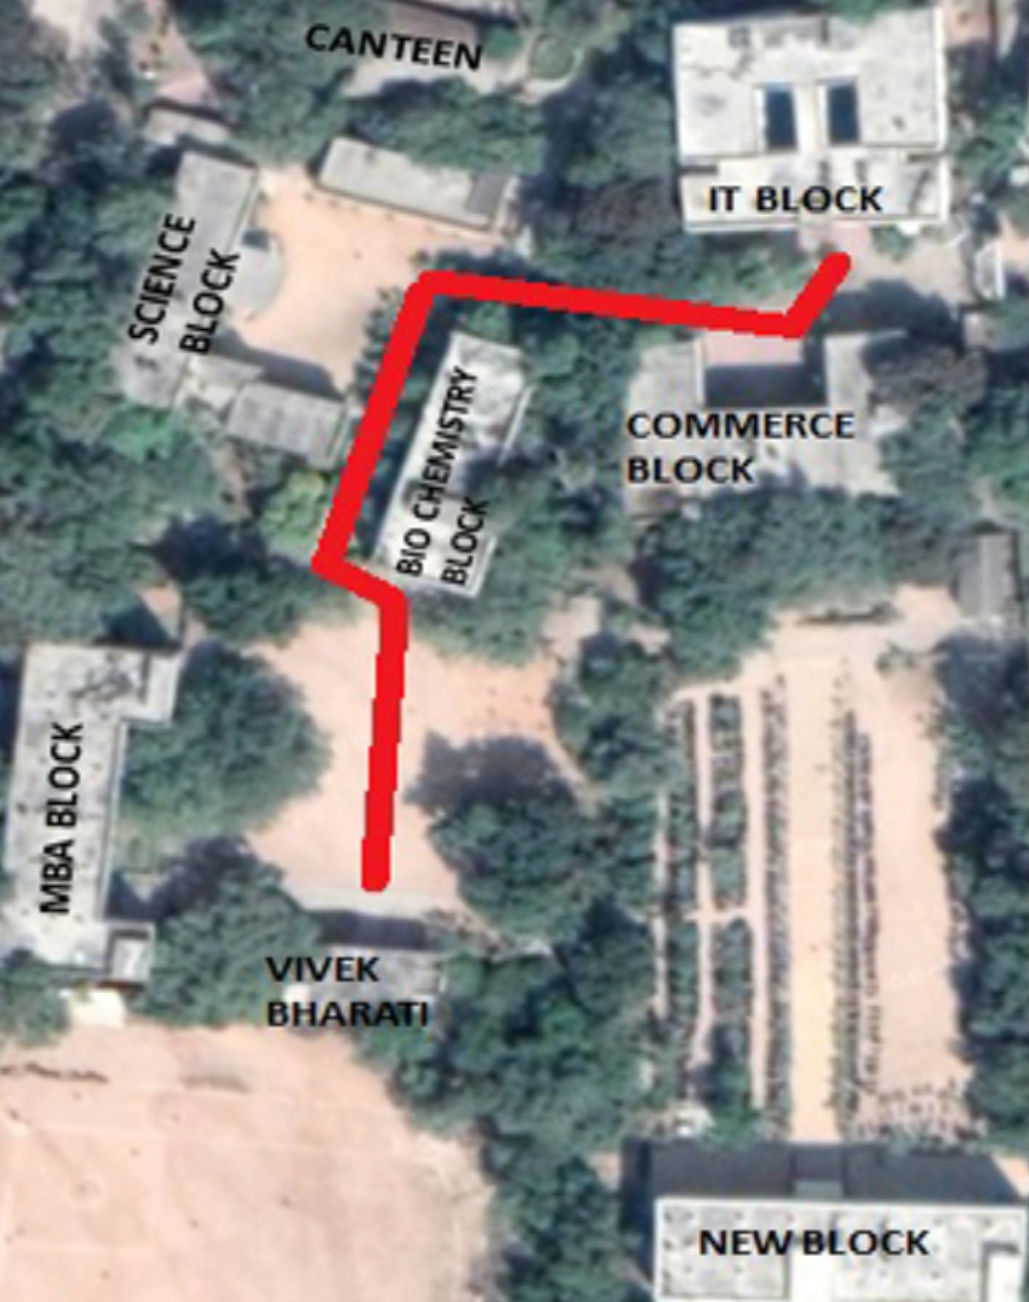 CANTEEN
IT BLOCK
SCIENCE
BLOCK
COMMERCE
BLOCK
BIO CHEMISTRY
BLOCK
MBA BLOCK
VIVEK
BHARATI
NEW BLOCK